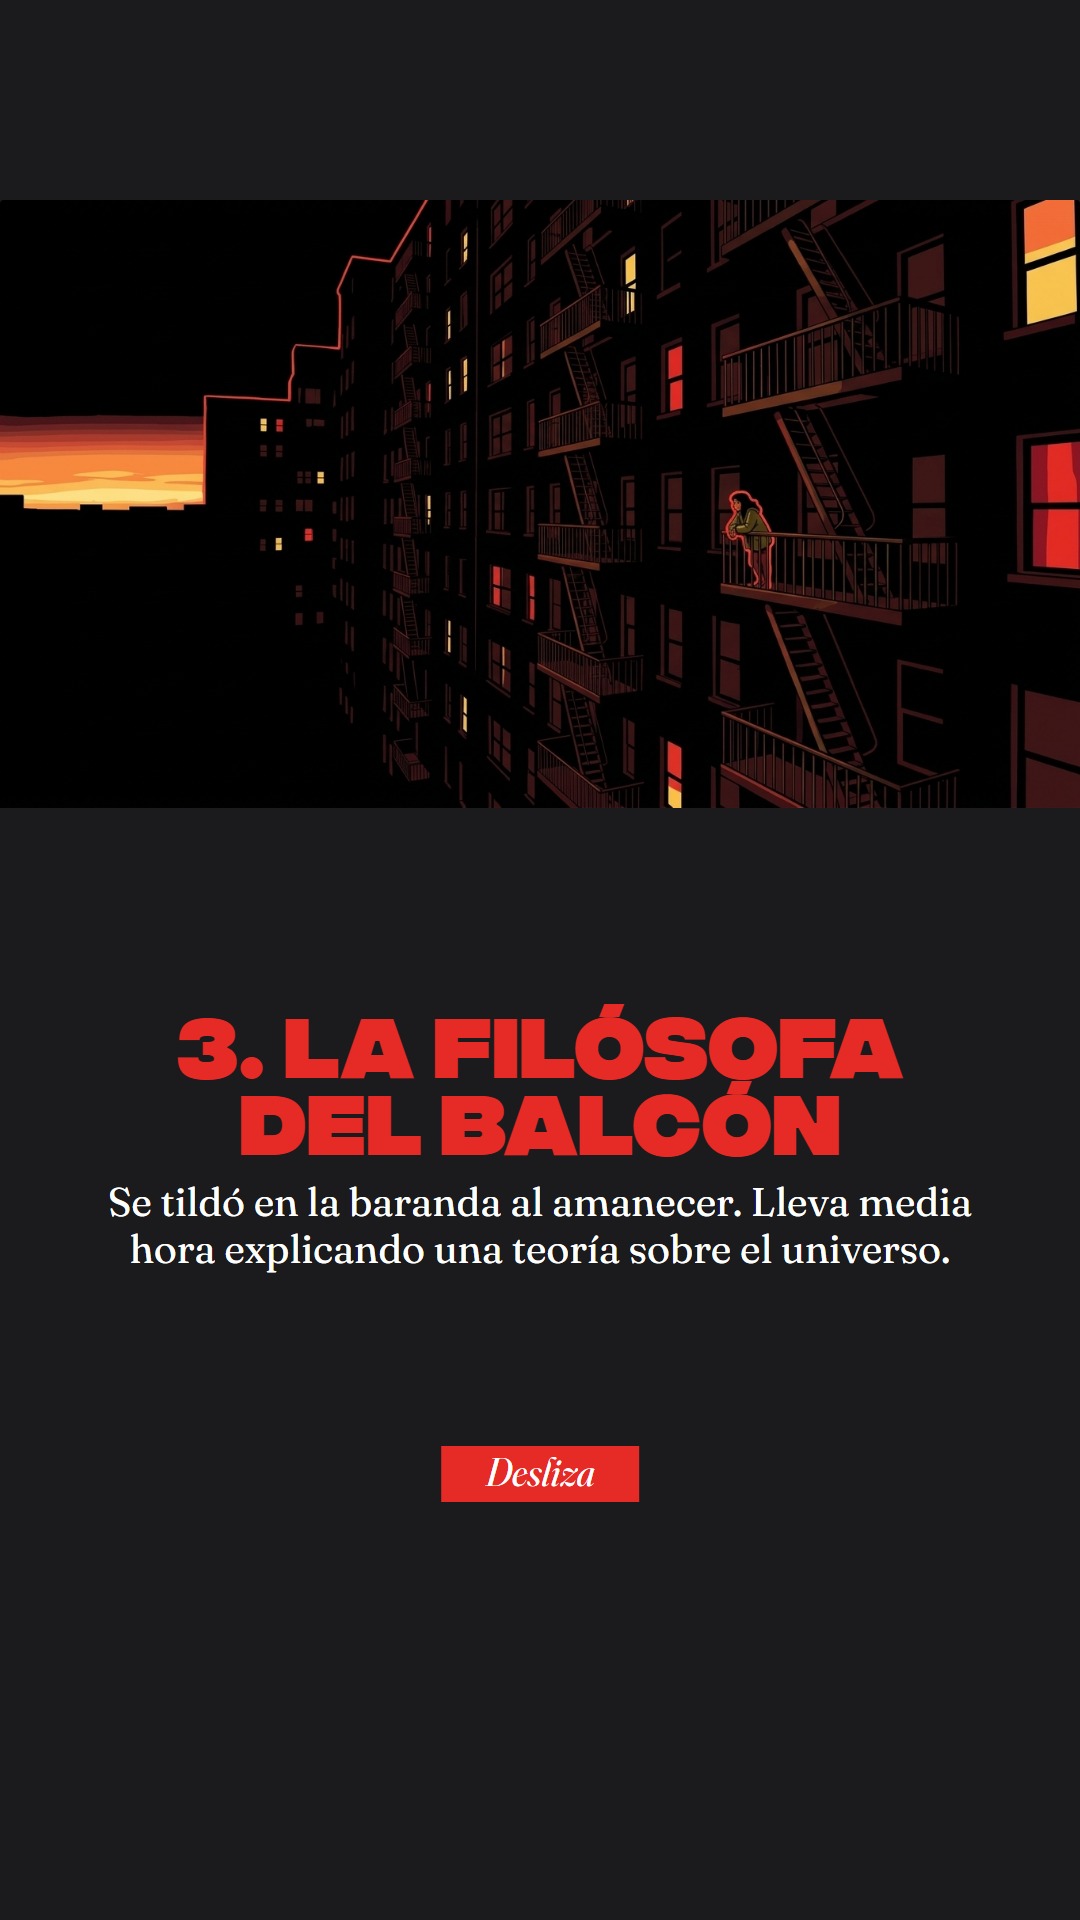 3. LA FILÓSOFA
DEL BALCÓN
Se tildó en la baranda al amanecer. Lleva media
hora explicando una teoría sobre el universo.
Desliza